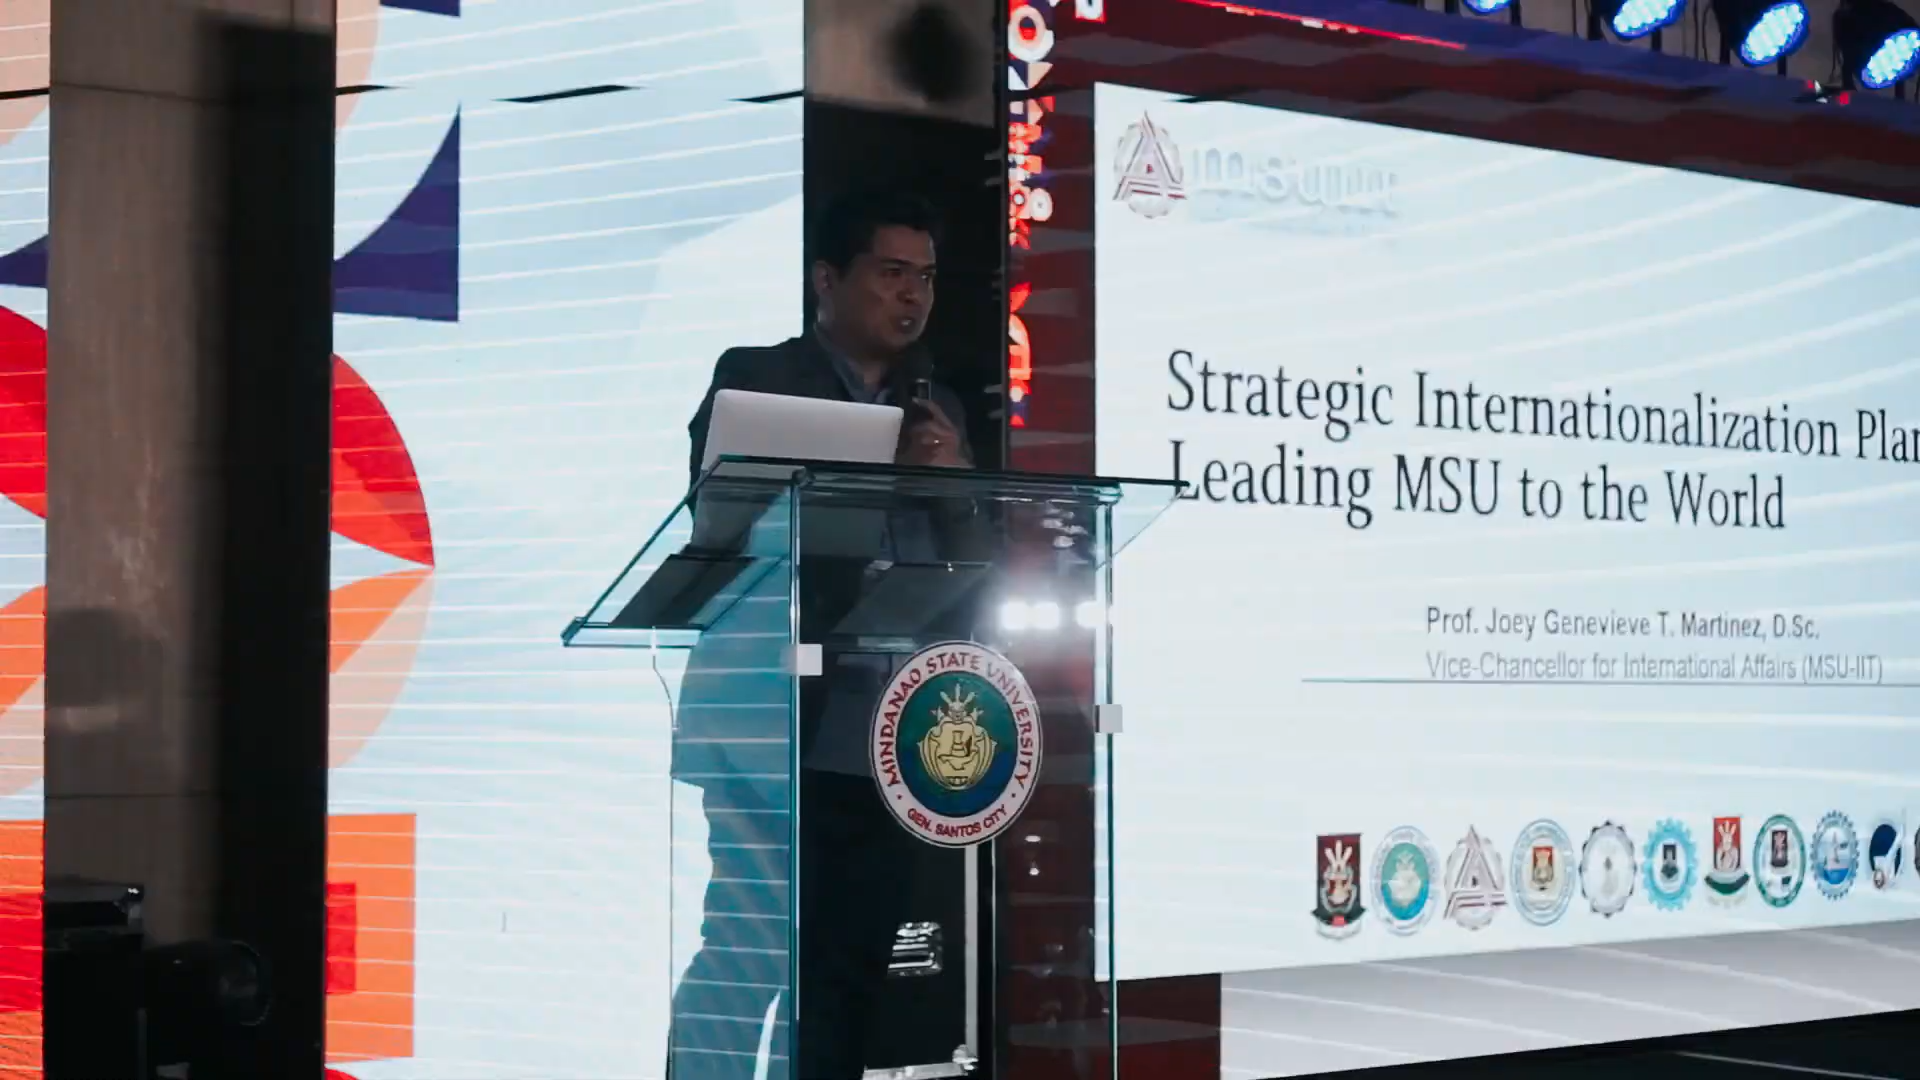 Strategic Internationalization Plan
Leading MSU to the World
Prof. Joey Genevieve T. Martinez, D.Sc.
Vice-Chancellor for International Affairs (MSU-IIT)
MINDANAO STATE UNIVERSITY
GEN. SANTOS CITY